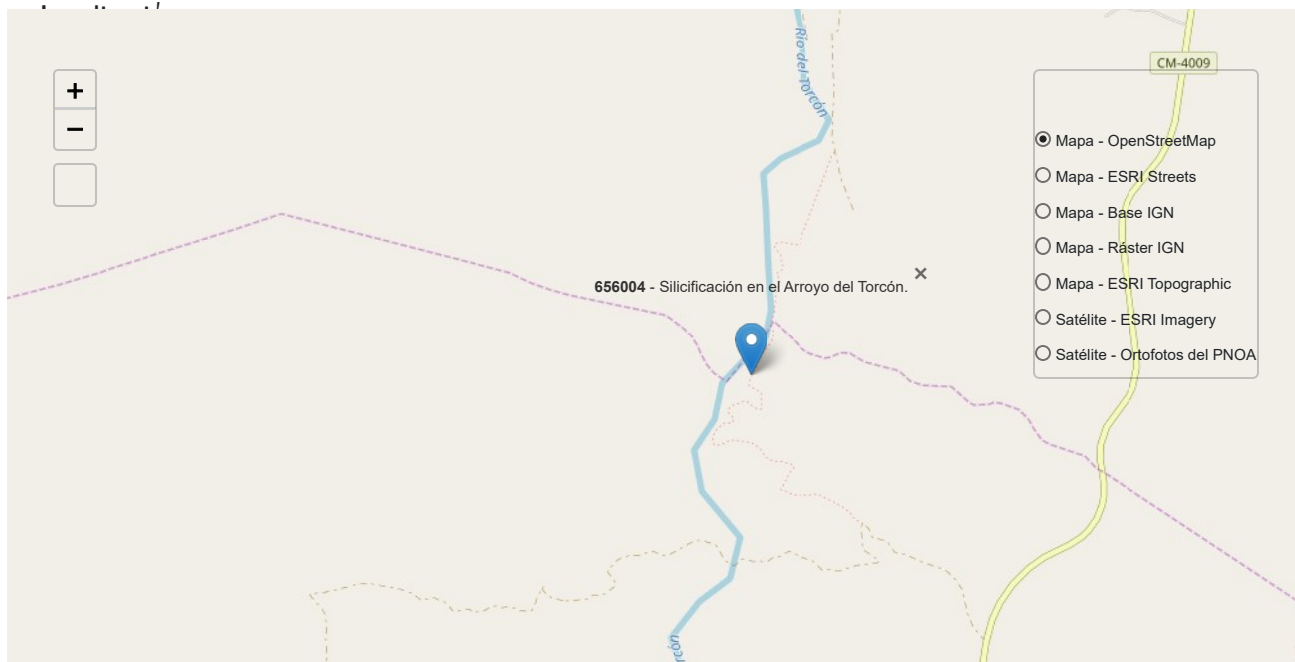 +
−
Río del Torcón
CM-4009
Mapa - OpenStreetMap
Mapa - ESRI Streets
Mapa - Base IGN
Mapa - Ráster IGN
Mapa - ESRI Topographic
Satélite - ESRI Imagery
Satélite - Ortofotos del PNOA
656004 - Silicificación en el Arroyo del Torcón. ×